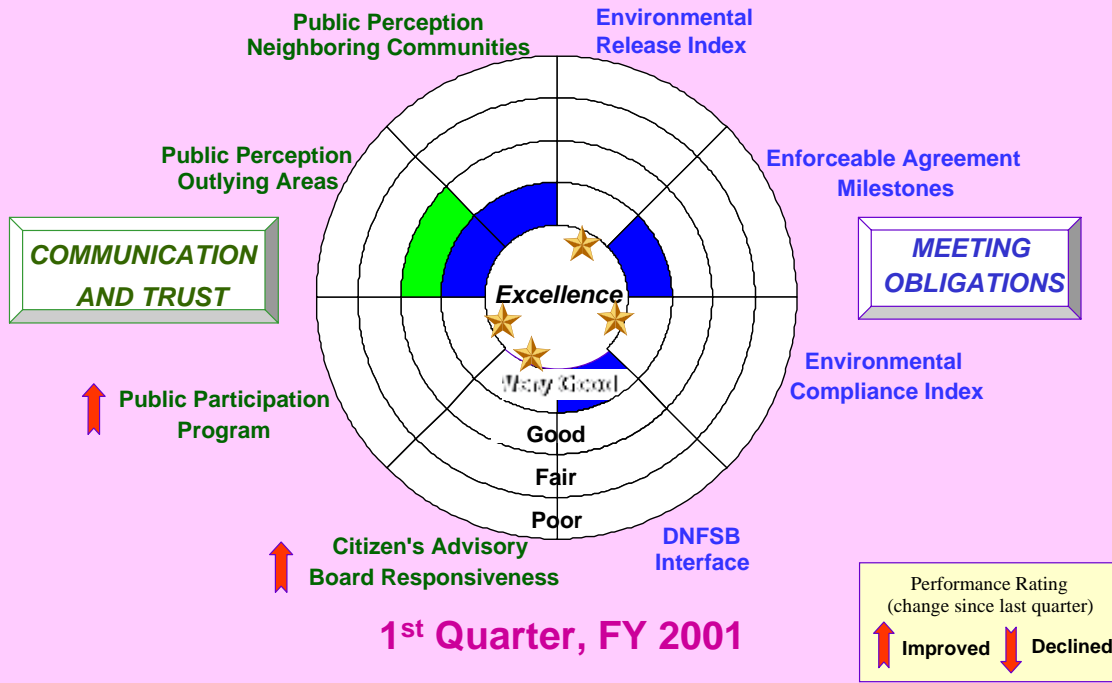 Public Perception
Neighboring Communities
Environmental
Release Index
Public Perception
Outlying Areas
Enforceable Agreement
Milestones
COMMUNICATION
AND TRUST
Excellence
MEETING
OBLIGATIONS
Very Good
Public Participation
Program
Environmental
Compliance Index
Good
Fair
Poor
Citizen's Advisory
Board Responsiveness
DNFSB
Interface
1st Quarter, FY 2001
Performance Rating
(change since last quarter)
Improved
Declined